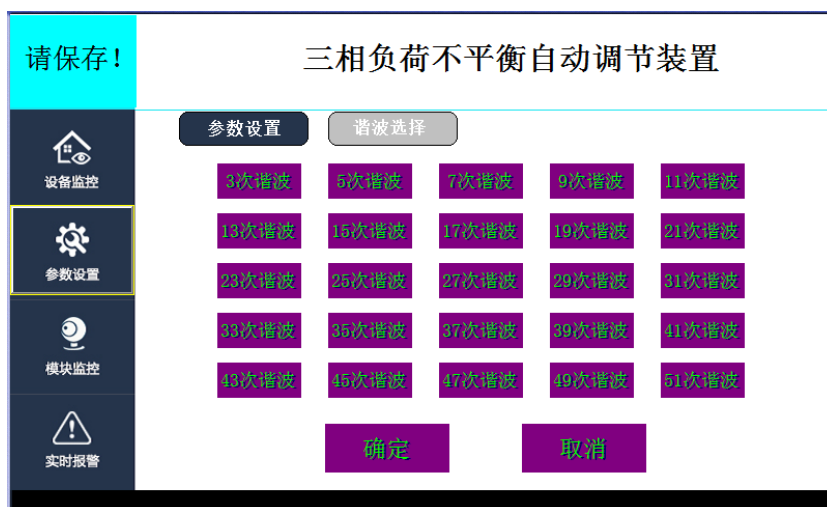 请保存!
三相负荷不平衡自动调节装置
参数设置 谐波选择
设备监控
3次谐波 5次谐波 7次谐波 9次谐波 11次谐波
13次谐波 15次谐波 17次谐波 19次谐波 21次谐波
参数设置
23次谐波 25次谐波 27次谐波 29次谐波 31次谐波
33次谐波 35次谐波 37次谐波 39次谐波 41次谐波
模块监控
43次谐波 45次谐波 47次谐波 49次谐波 51次谐波
确定 取消
实时报警